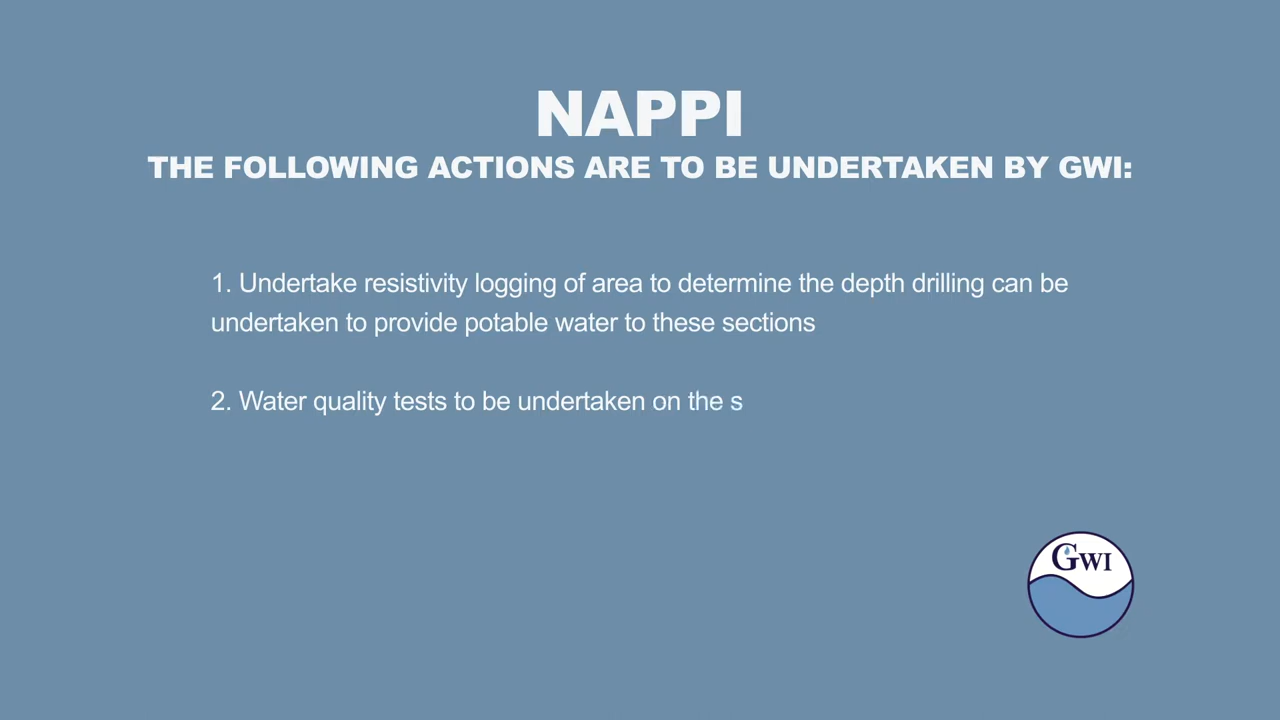 NAPPI
THE FOLLOWING ACTIONS ARE TO BE UNDERTAKEN BY GWI:
1. Undertake resistivity logging of area to determine the depth drilling can be
undertaken to provide potable water to these sections
2. Water quality tests to be undertaken on the s
GWI